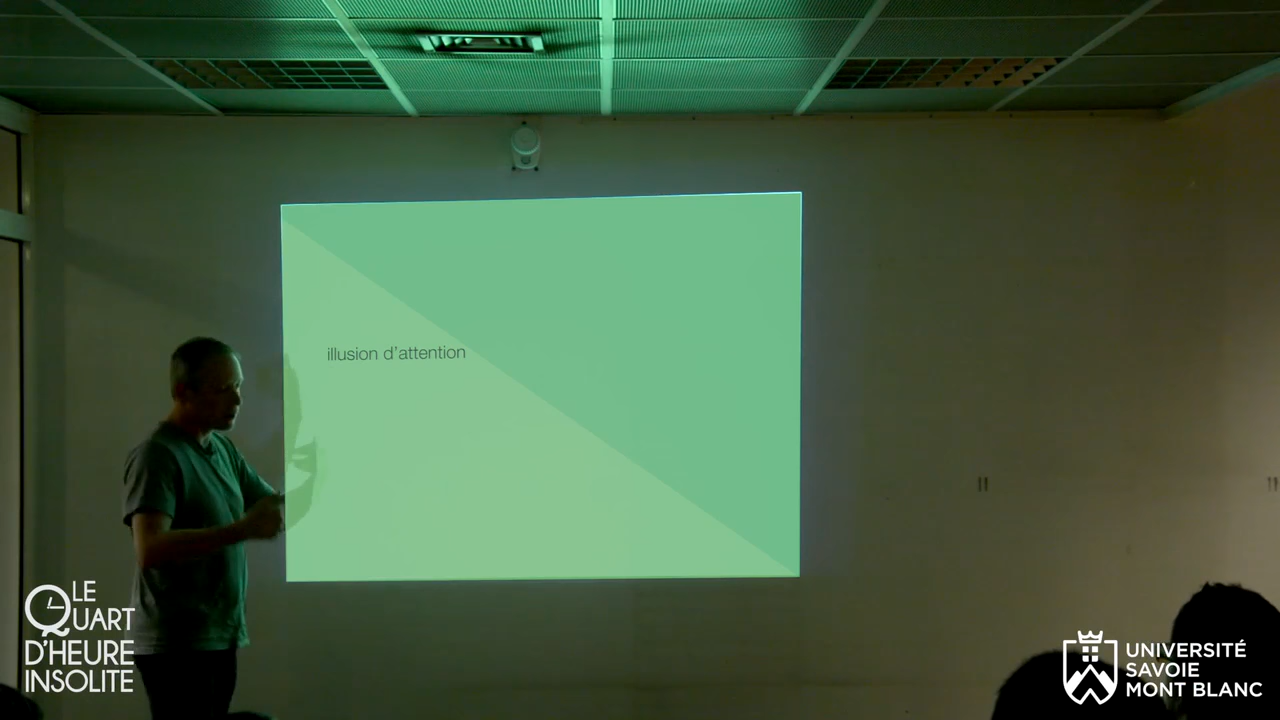 illusion d'attention
LE
QUART
D'HEURE
INSOLITE
UNIVERSITÉ
SAVOIE
MONT BLANC